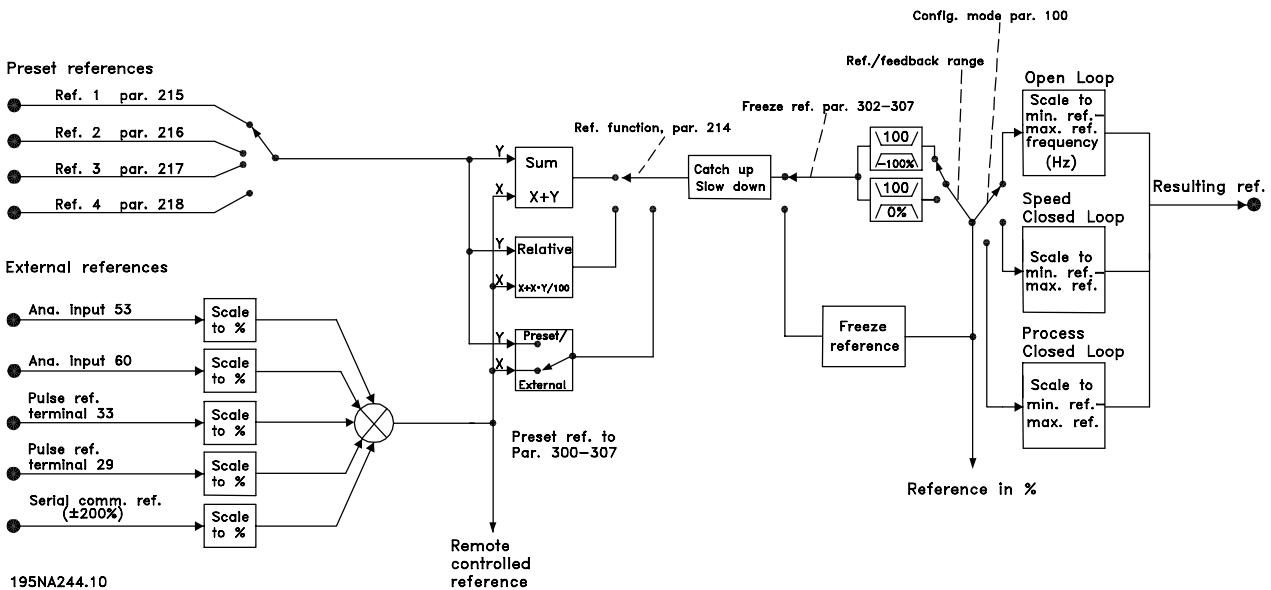 Preset references
Ref. 1 par. 215
Ref. 2 par. 216
Ref. 3 par. 217
Ref. 4 par. 218
External references
Ana. input 53
Scale
to %
Ana. input 60
Scale
to %
Pulse ref.
terminal 33
Scale
to %
Pulse ref.
terminal 29
Scale
to %
Serial comm. ref.
(±200%)
Scale
to %
195NA244.10
Y
Sum
X
X+Y
Y
Relative
X
X+X•Y/100
Y
Preset/
X
External
Preset ref. to
Par. 300-307
Remote
controlled
reference
Ref. function, par. 214
Catch up
Slow down
Freeze ref. par. 302-307
100
-100%
100
0%
Ref./feedback range
Config. mode par. 100
Freeze
reference
Reference in %
Open Loop
Scale to
min. ref.-
max. ref.
frequency
(Hz)
Speed
Closed Loop
Scale to
min. ref.-
max. ref.
Process
Closed Loop
Scale to
min. ref.-
max. ref.
Resulting ref.